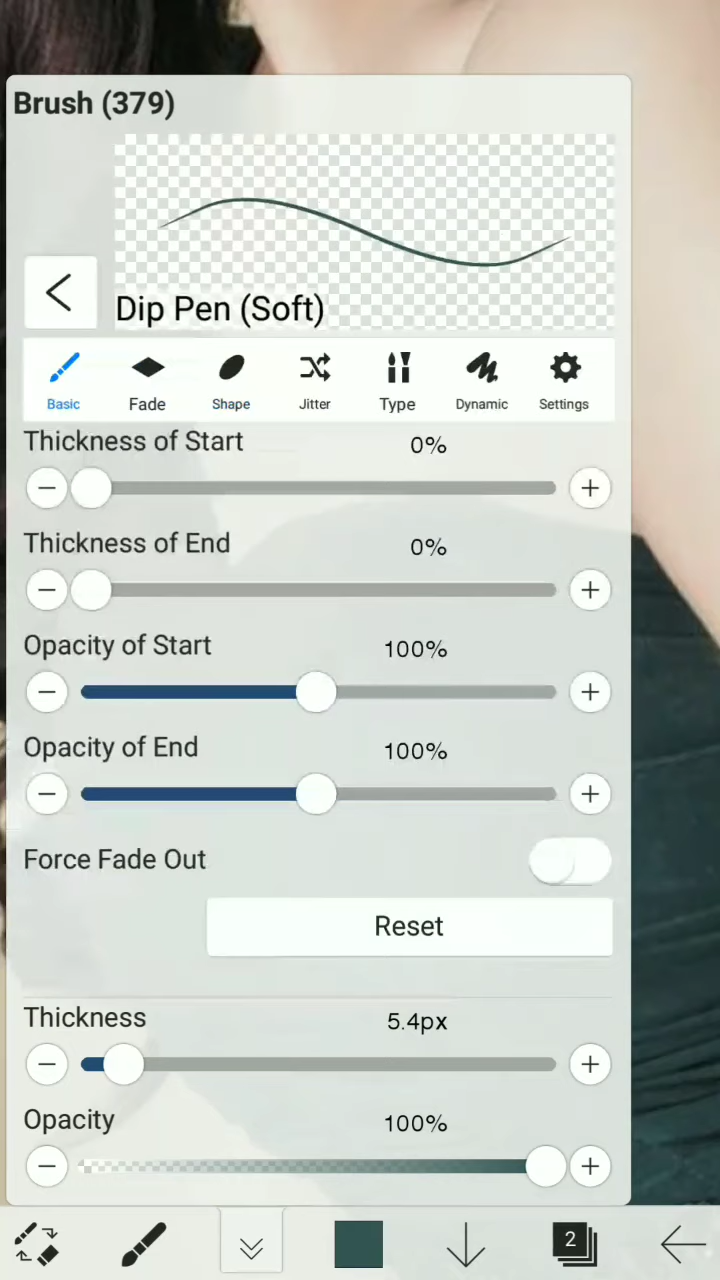 Brush (379)
Dip Pen (Soft)
Basic Fade Shape Jitter Type Dynamic Settings
Thickness of Start 0%
Thickness of End 0%
Opacity of Start 100%
Opacity of End 100%
Force Fade Out
Reset
Thickness 5.4px
Opacity 100%
2